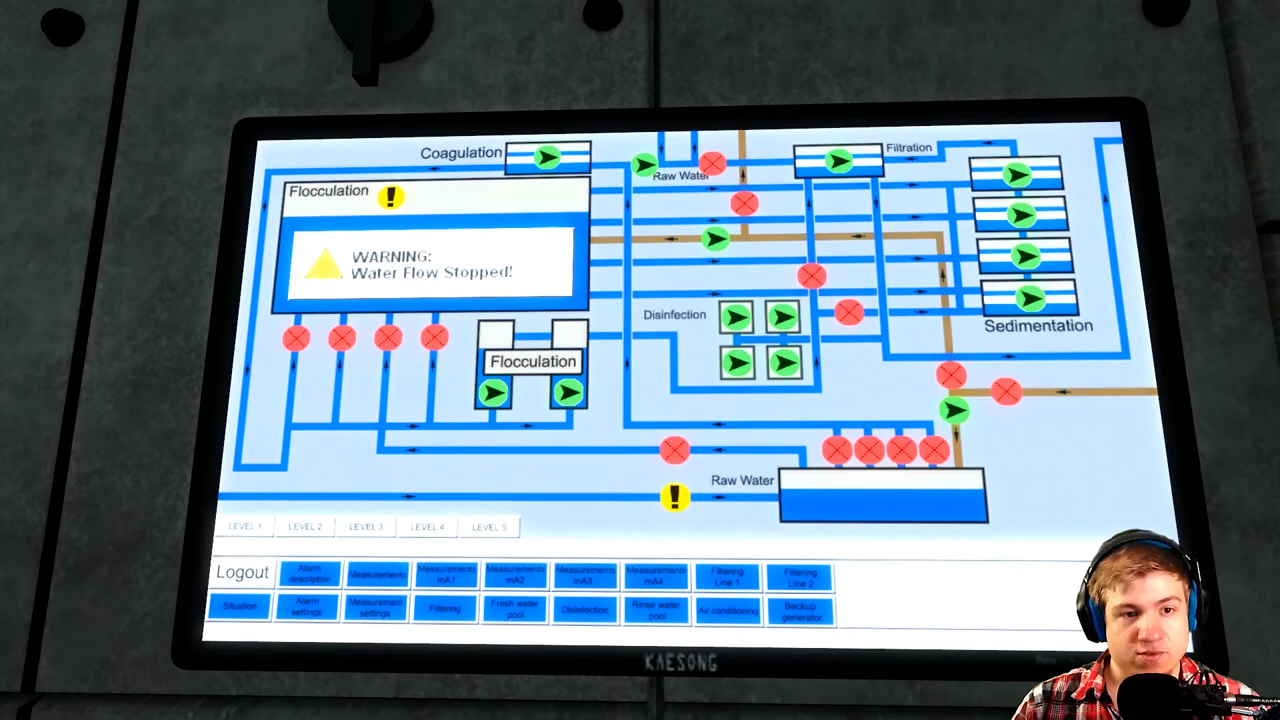 Coagulation
Filtration
Raw Water
Flocculation
!
WARNING:
Water Flow Stopped!
Disinfection
Sedimentation
Flocculation
Raw Water
!
LEVEL 1 LEVEL 2 LEVEL 3 LEVEL 4 LEVEL 5
Logout
Alarm
description
Measurements
Measurements
mA1
Measurements
mA2
Measurements
mA3
Measurements
mA4
Filtering
Line 1
Filtering
Line 2
Situation
Alarm
settings
Measurement
settings
Filtering
Fresh water
pool
Disinfection
Rinse water
pool
Air conditioning
Backup
generator
KAESONG